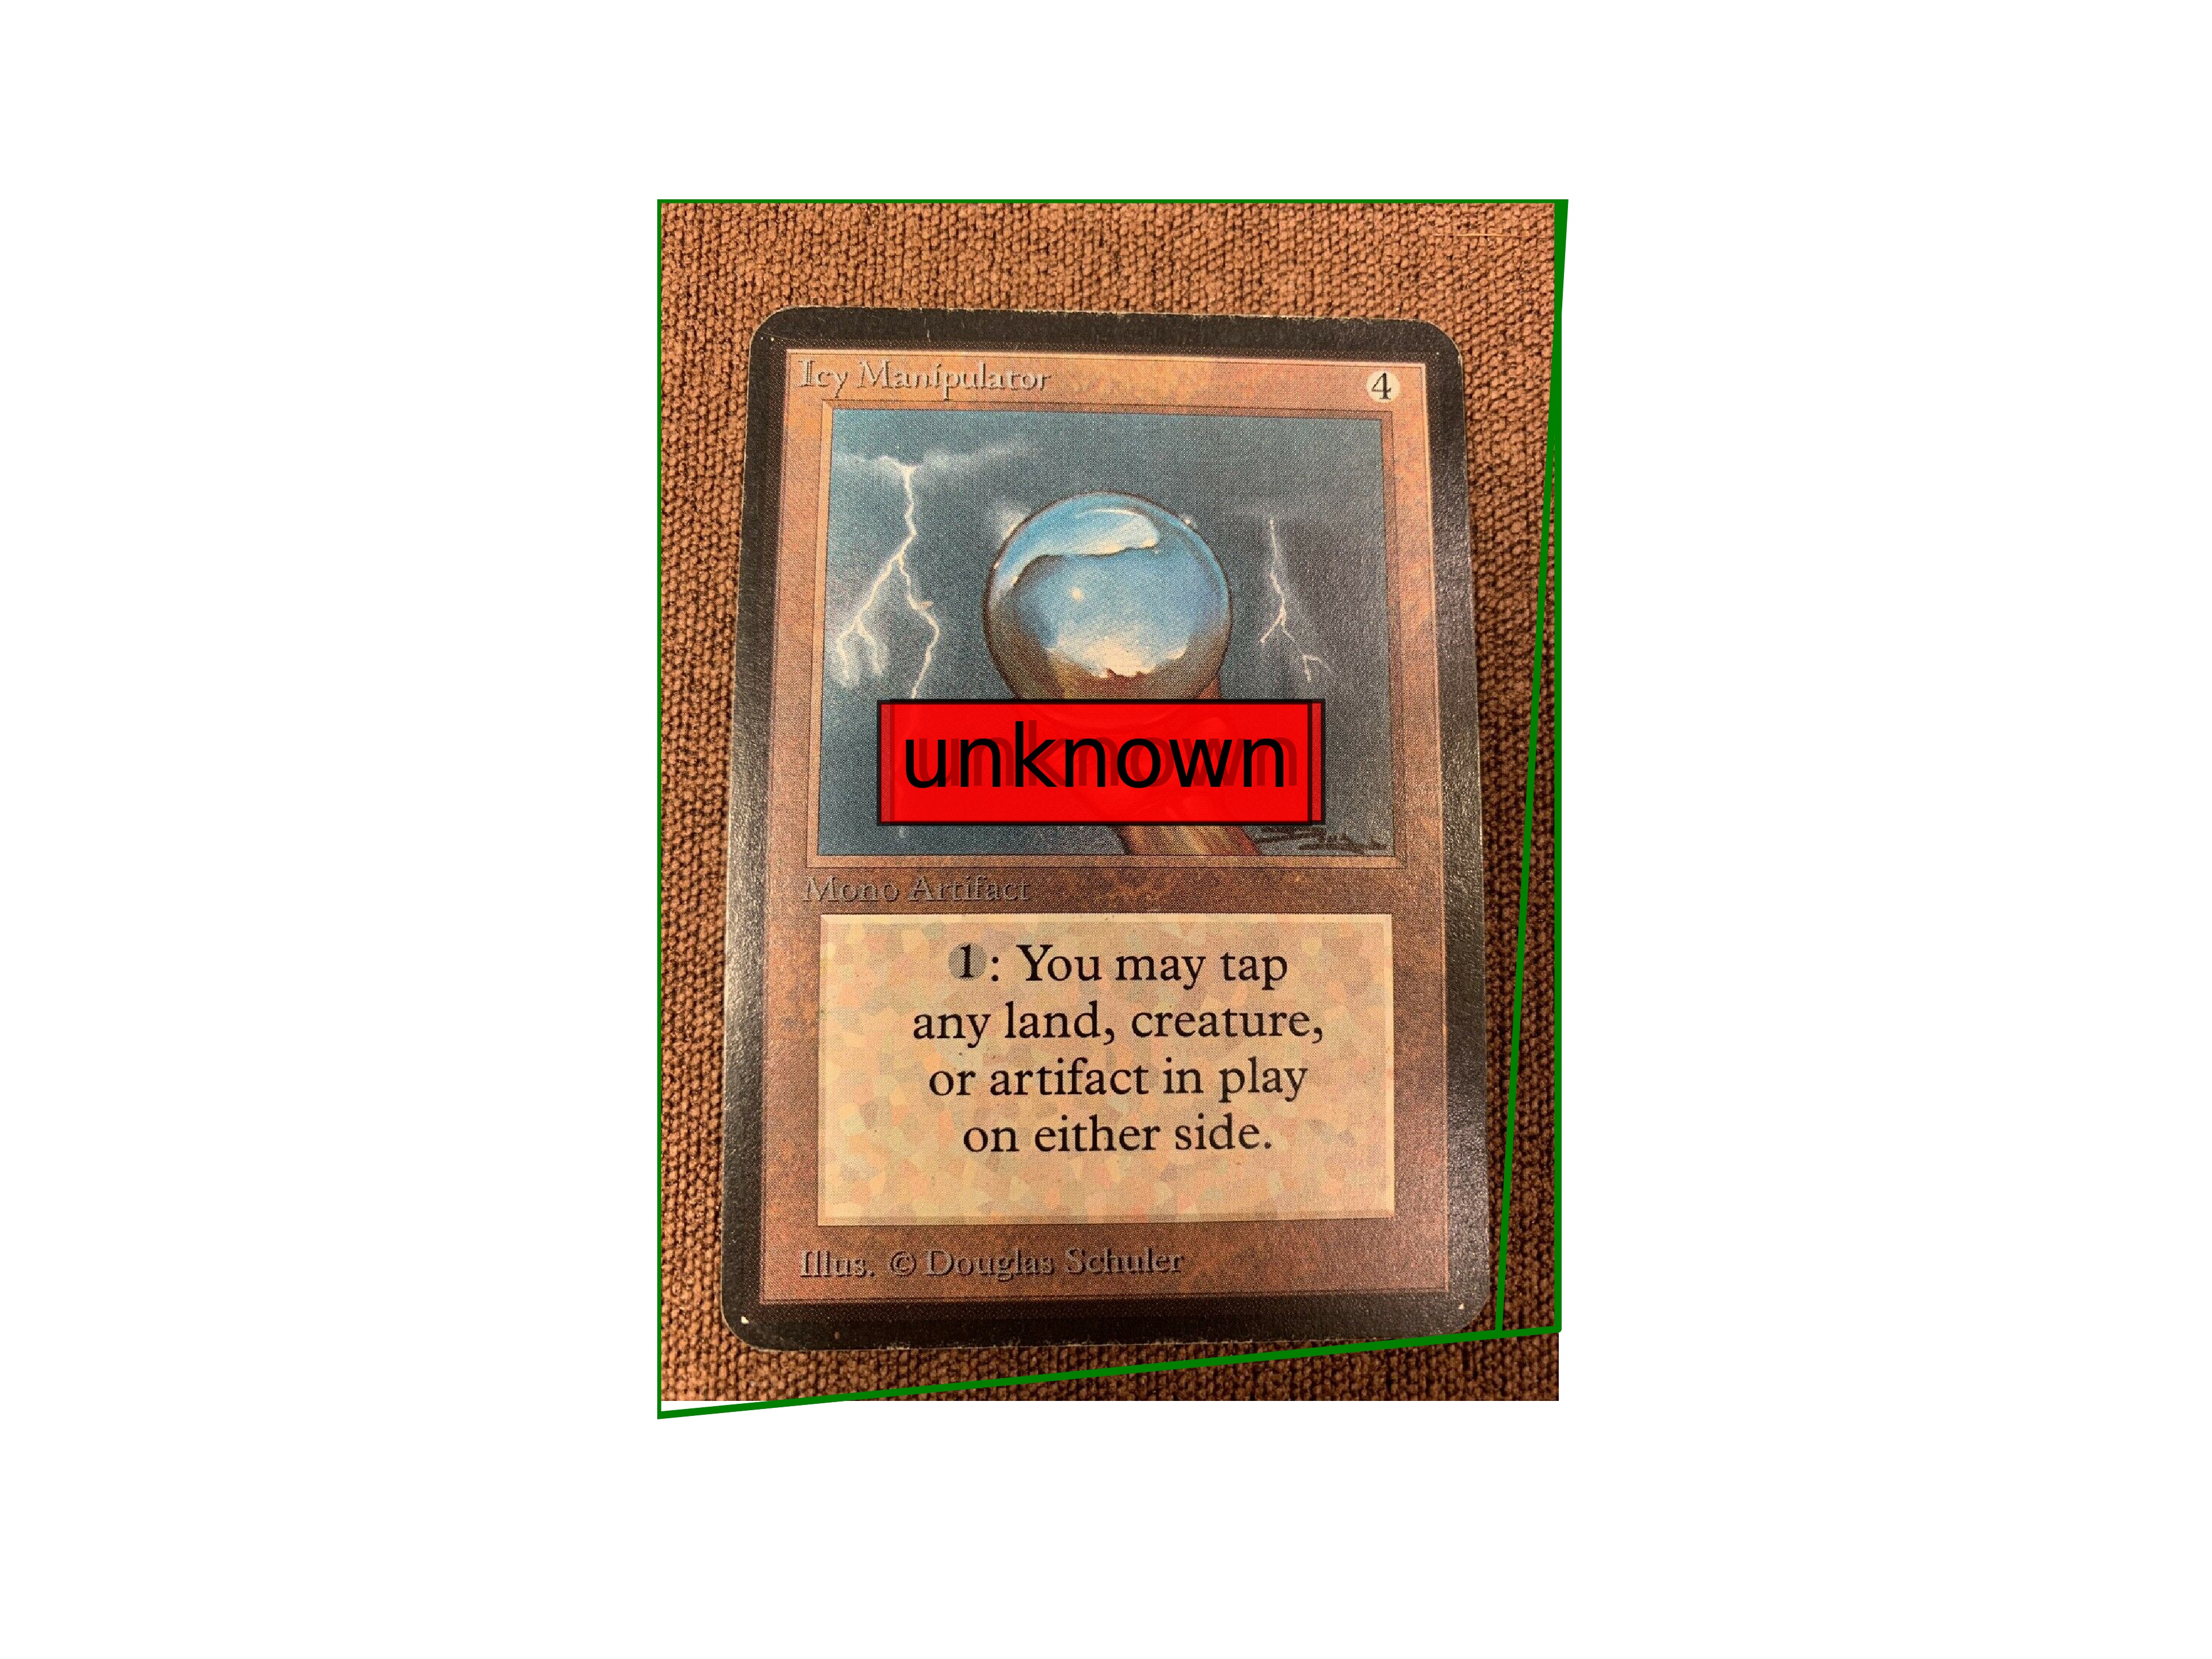 Icy Manipulator
4
unknown
Mono Artifact
1: You may tap
any land, creature,
or artifact in play
on either side.
Illus. © Douglas Schuler